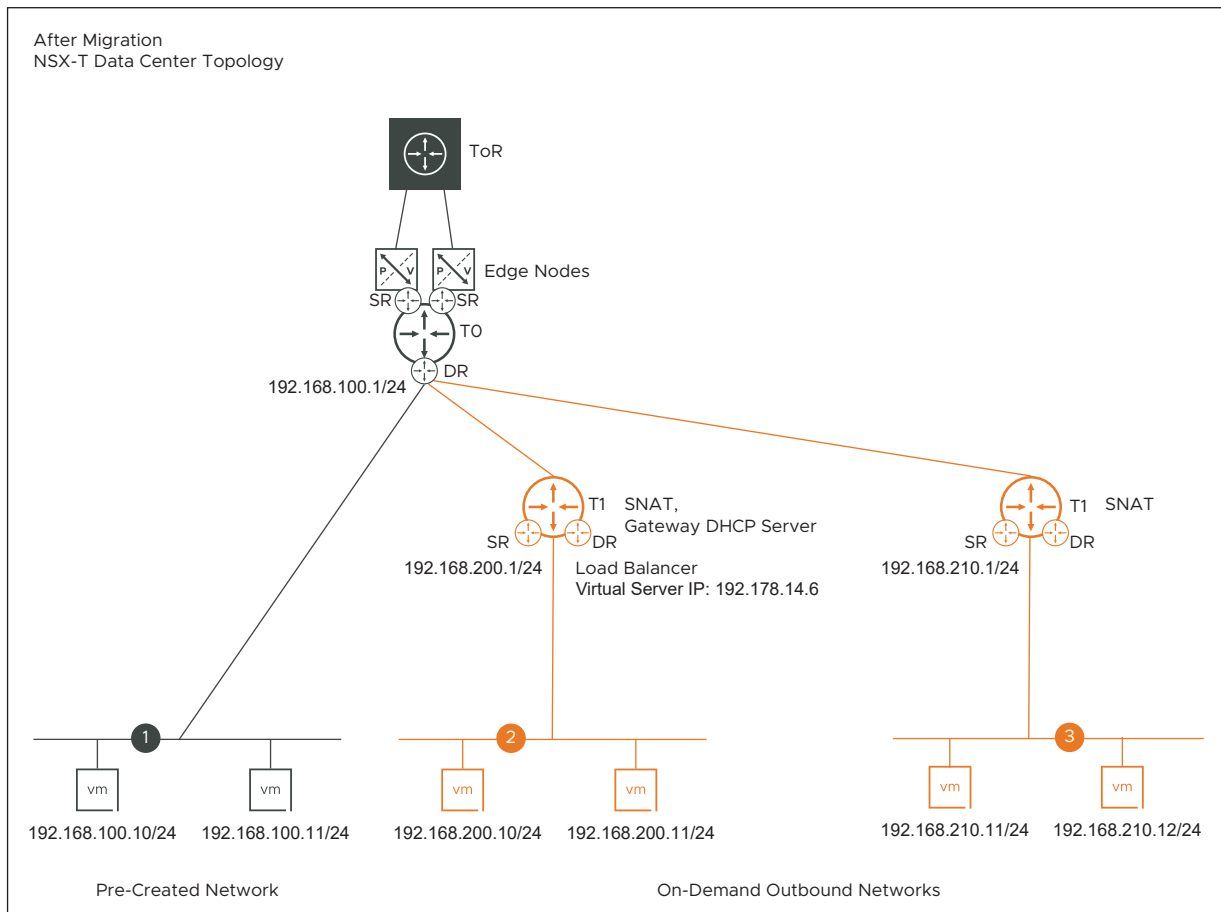 After Migration
NSX-T Data Center Topology
ToR
P V
P V
Edge Nodes
SR
SR
T0
DR
192.168.100.1/24
T1
SNAT,
Gateway DHCP Server
SR
DR
192.168.200.1/24
Load Balancer
Virtual Server IP: 192.178.14.6
T1
SNAT
SR
DR
192.168.210.1/24
1
2
3
vm
vm
vm
vm
vm
vm
192.168.100.10/24
192.168.100.11/24
192.168.200.10/24
192.168.200.11/24
192.168.210.11/24
192.168.210.12/24
Pre-Created Network
On-Demand Outbound Networks